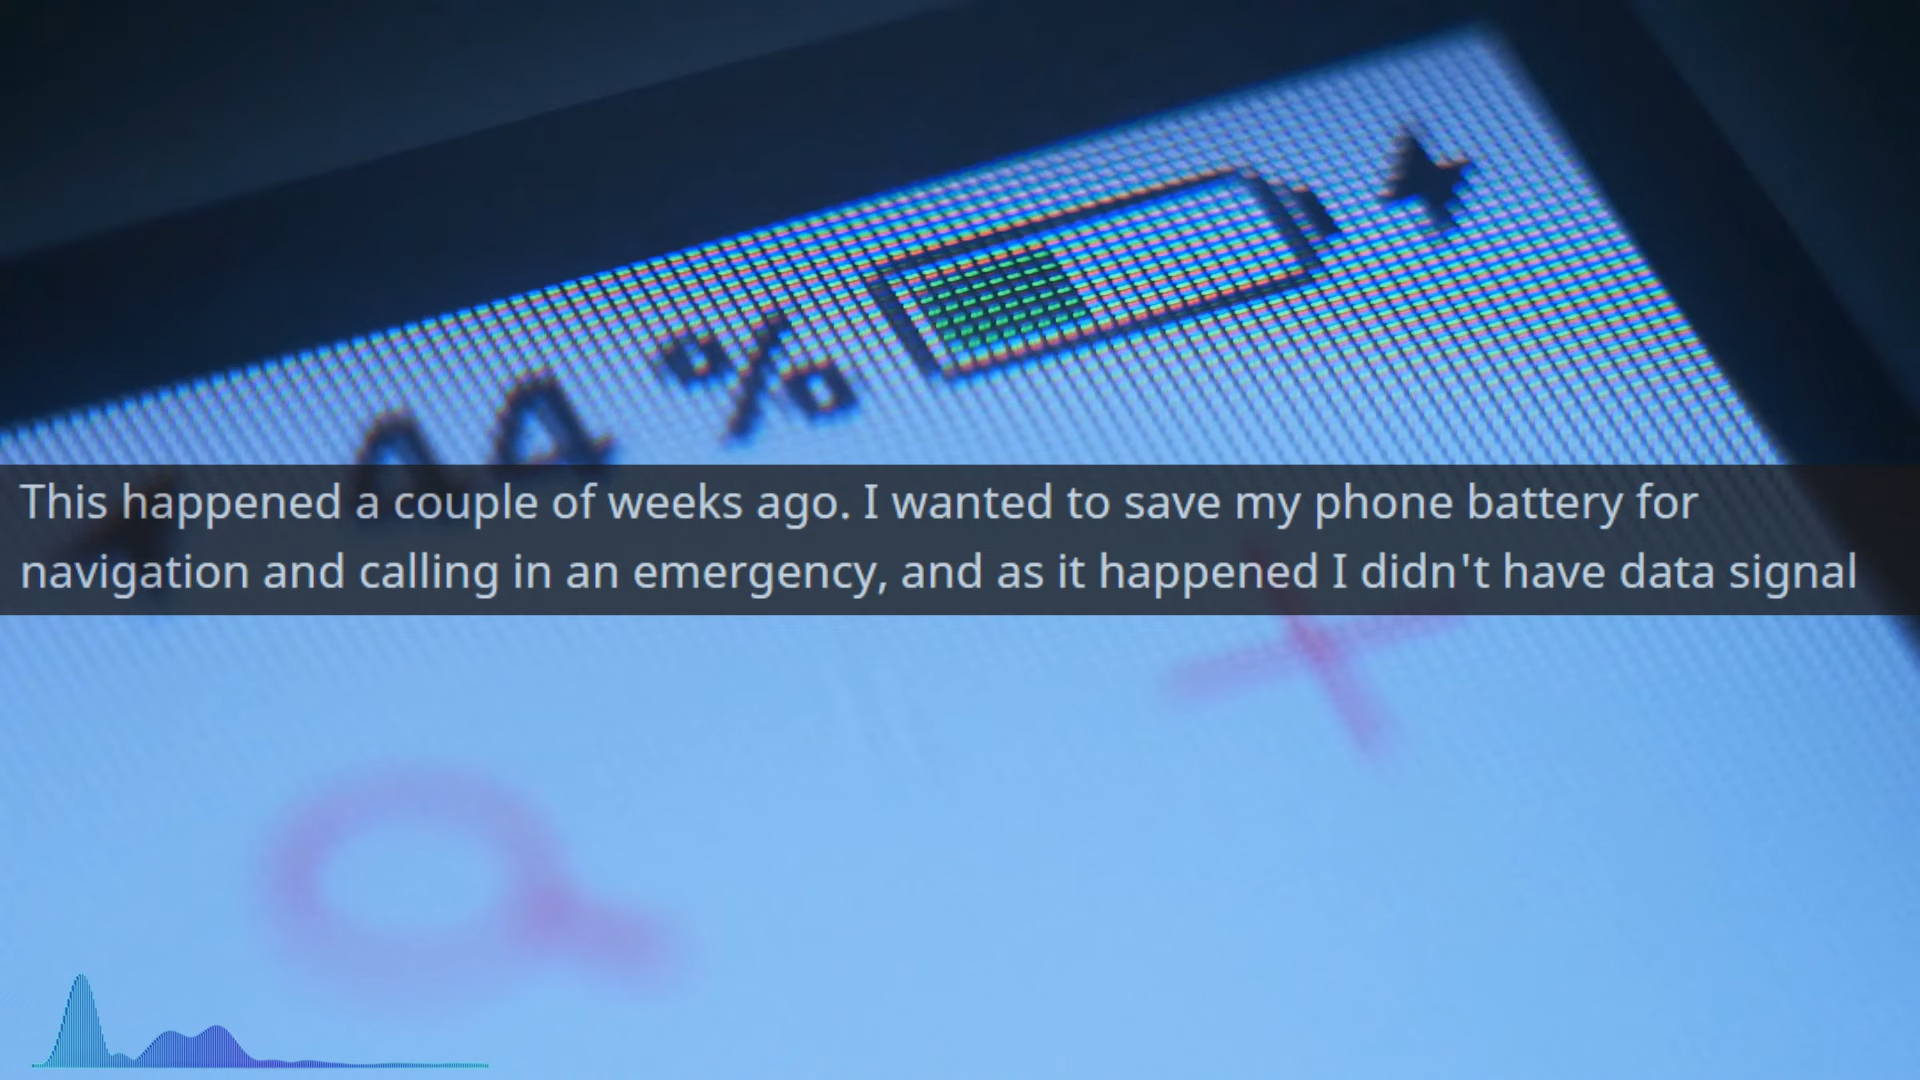 44 %
This happened a couple of weeks ago. I wanted to save my phone battery for
navigation and calling in an emergency, and as it happened I didn't have data signal